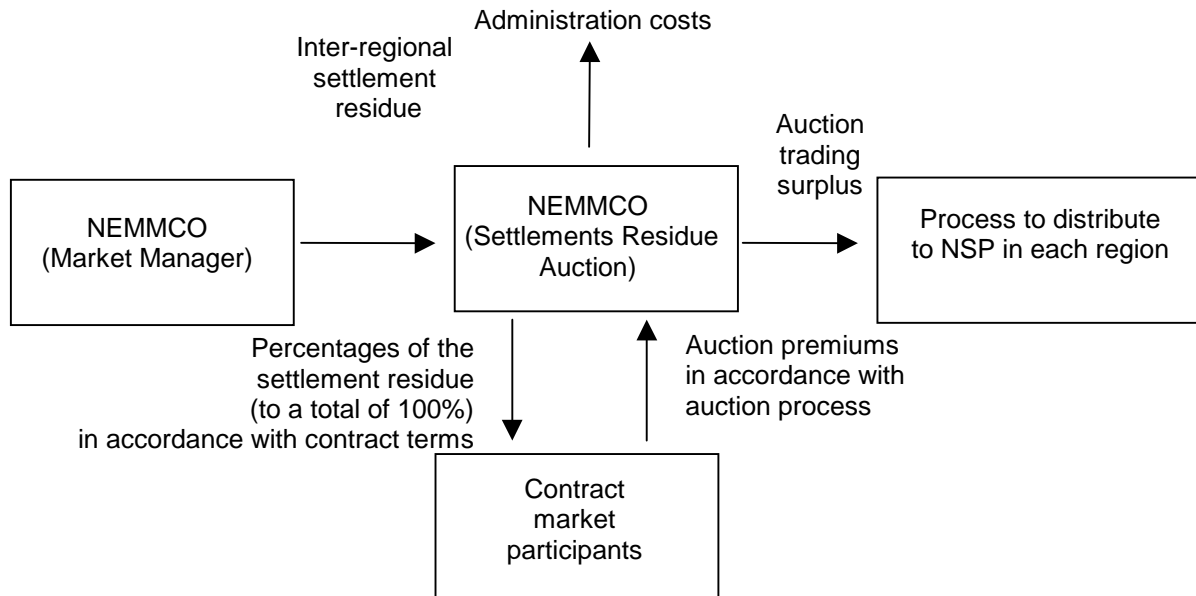 Administration costs
Inter-regional
settlement
residue
Auction
trading
surplus
NEMMCO
(Market Manager)
NEMMCO
(Settlements Residue
Auction)
Process to distribute
to NSP in each region
Percentages of the
settlement residue
(to a total of 100%)
in accordance with contract terms
Auction premiums
in accordance with
auction process
Contract
market
participants